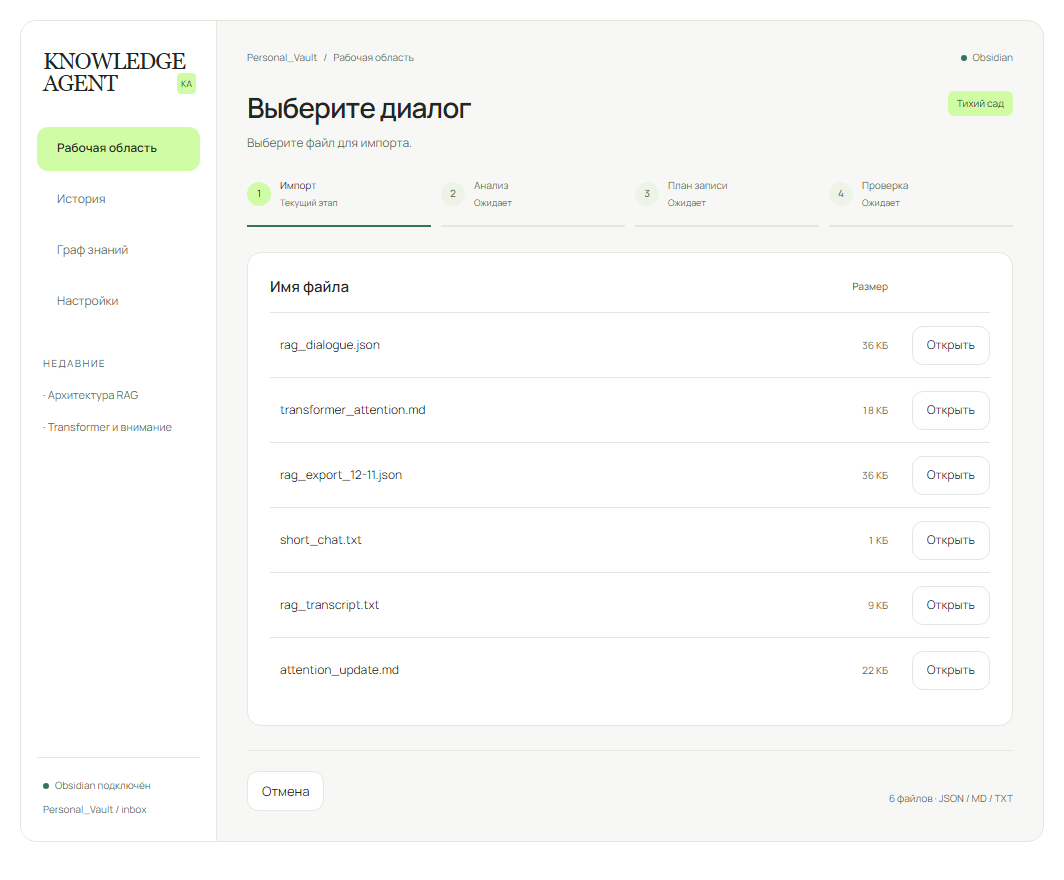 KNOWLEDGE
AGENT
KA
Рабочая область
История
Граф знаний
Настройки
НЕДАВНИЕ
· Архитектура RAG
· Transformer и внимание
Obsidian подключён
Personal_Vault / inbox
Personal_Vault / Рабочая область
Obsidian
Выберите диалог
Тихий сад
Выберите файл для импорта.
1 Импорт
Текущий этап
2 Анализ
Ожидает
3 План записи
Ожидает
4 Проверка
Ожидает
Имя файла Размер
rag_dialogue.json 36 КБ Открыть
transformer_attention.md 18 КБ Открыть
rag_export_12-11.json 36 КБ Открыть
short_chat.txt 1 КБ Открыть
rag_transcript.txt 9 КБ Открыть
attention_update.md 22 КБ Открыть
Отмена
6 файлов · JSON / MD / TXT